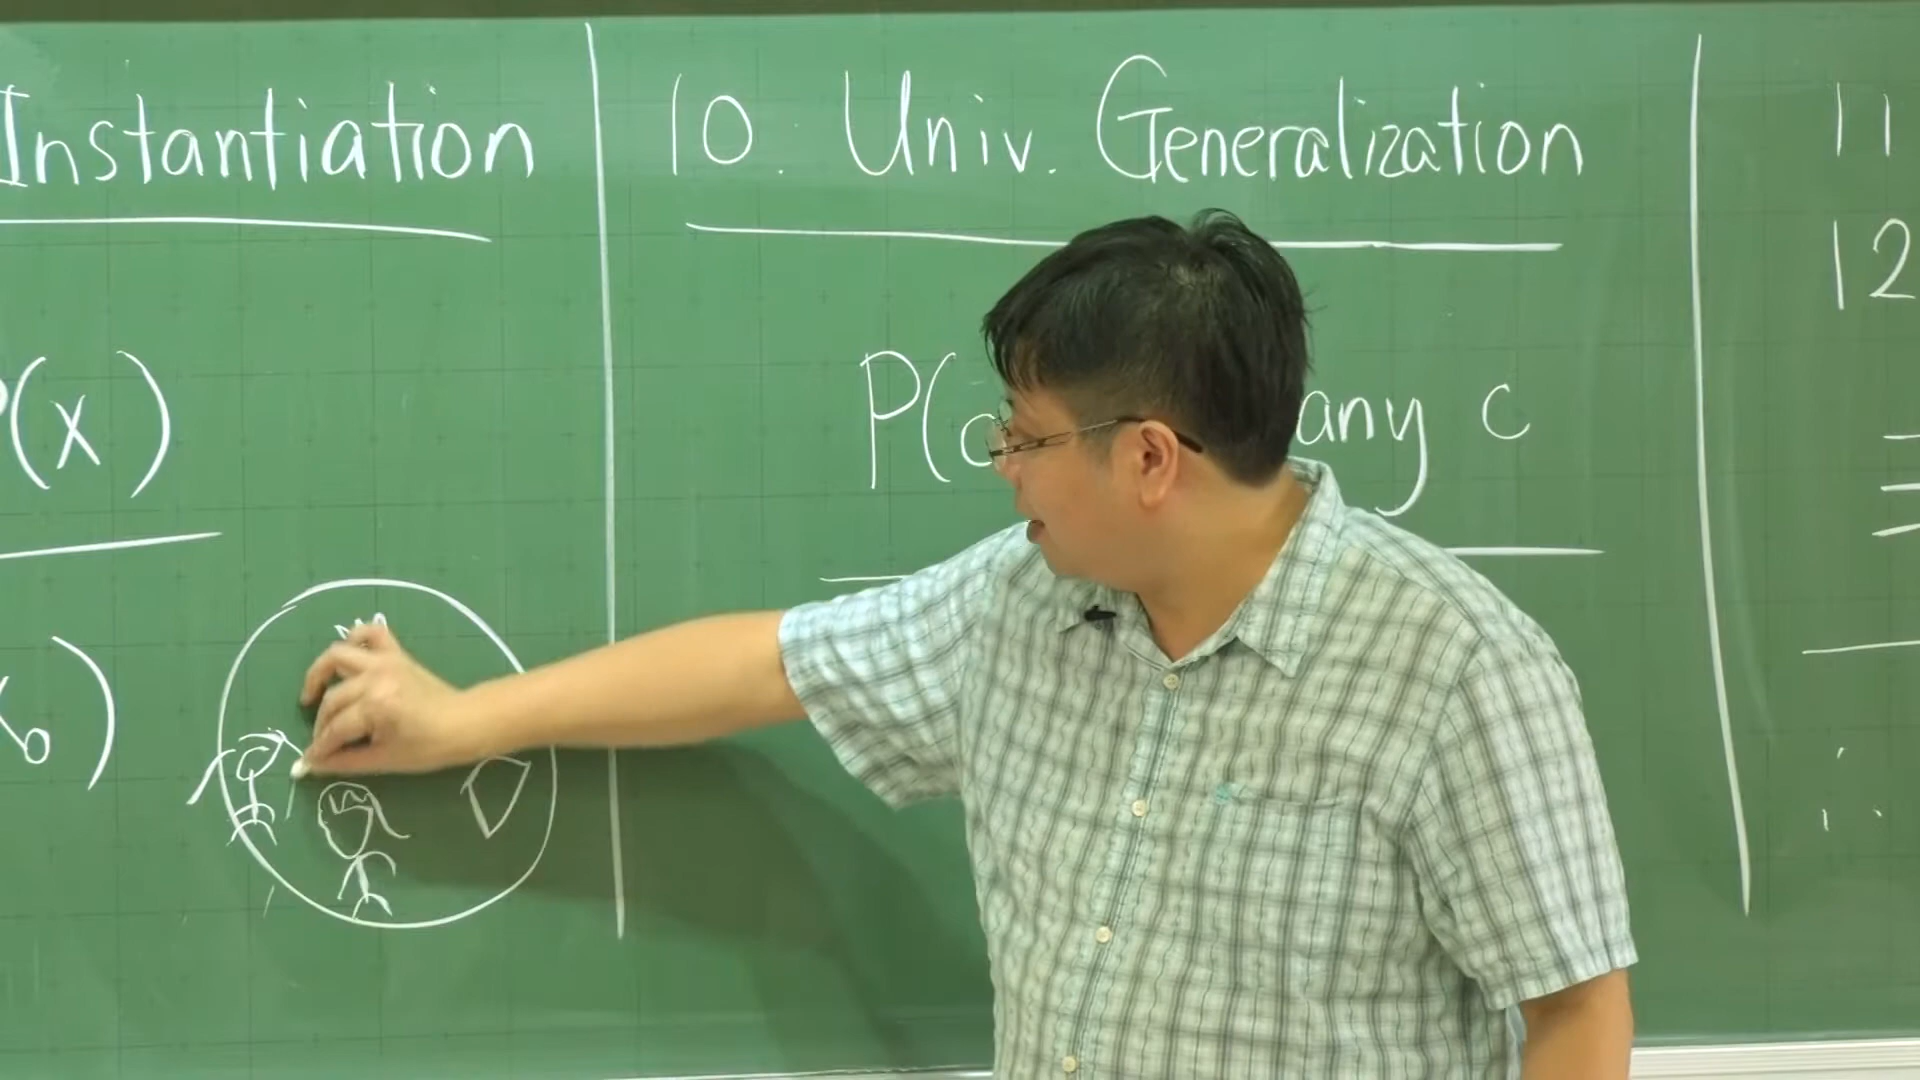 Instantiation
P(x)
10. Univ. Generalization
P(c any c
11
12